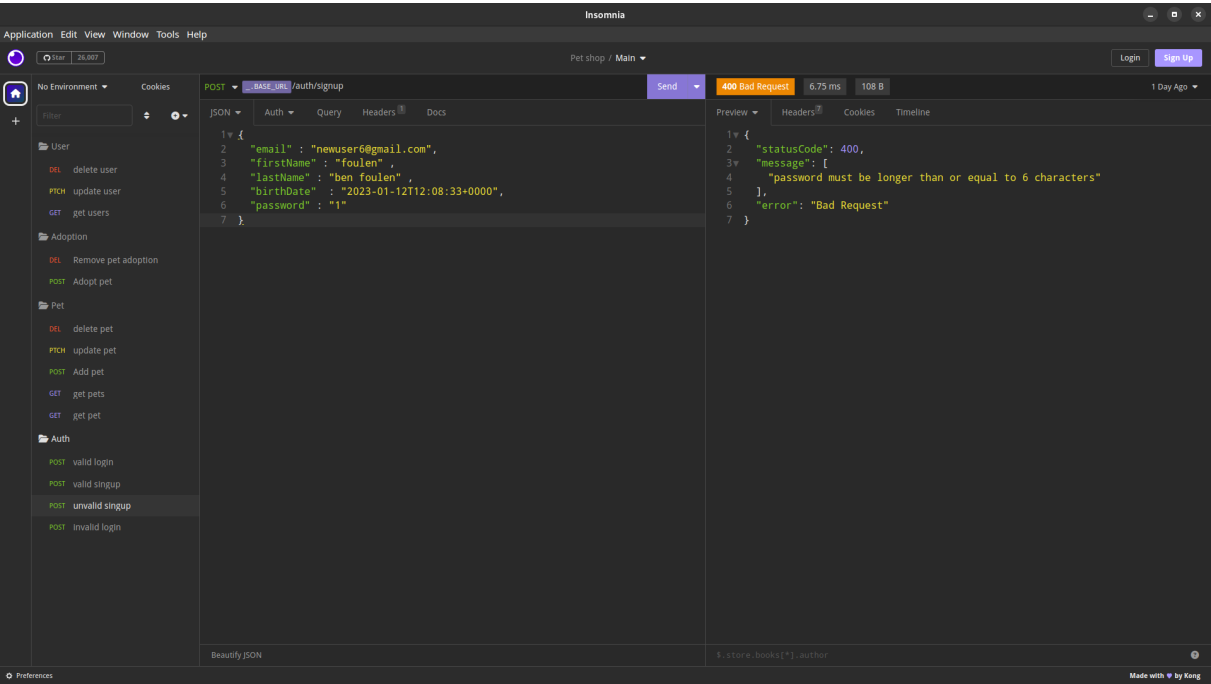 Insomnia
Application Edit View Window Tools Help
Star 26,007
Pet shop / Main
Login Sign Up
No Environment Cookies
Filter
User
DEL delete user
PTCH update user
GET get users
Adoption
DEL Remove pet adoption
POST Adopt pet
Pet
DEL delete pet
PTCH update pet
POST Add pet
GET get pets
GET get pet
Auth
POST valid login
POST valid singup
POST unvalid singup
POST Invalid login
POST _.BASE_URL /auth/signup Send
JSON Auth Query Headers 1 Docs
1 {
2 "email" : "newuser6@gmail.com",
3 "firstName" : "foulen" ,
4 "lastName" : "ben foulen" ,
5 "birthDate"  : "2023-01-12T12:08:33+0000",
6 "password" : "1"
7 }
Beautify JSON
400 Bad Request 6.75 ms 108 B 1 Day Ago
Preview Headers 7 Cookies Timeline
1 {
2 "statusCode": 400,
3 "message": [
4 "password must be longer than or equal to 6 characters"
5 ],
6 "error": "Bad Request"
7 }
$.store.books[*].author
Preferences
Made with ♥ by Kong